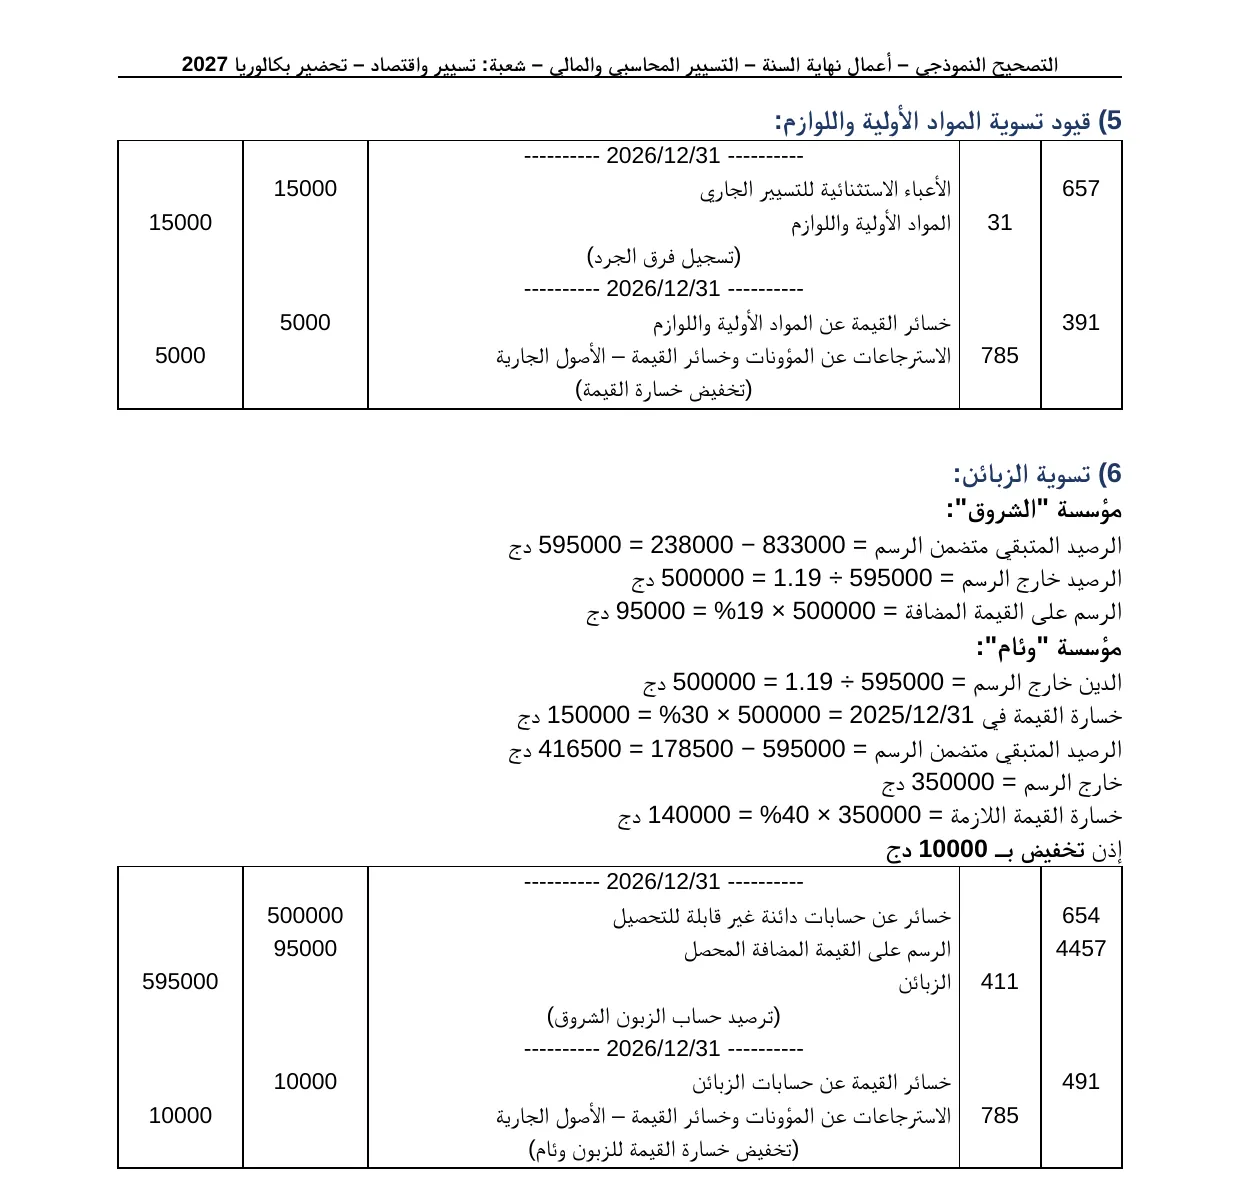 التصحيح النموذجي – أعمال نهاية السنة – التسيير المحاسبي والمالي – شعبة: تسيير واقتصاد – تحضير بكالوريا 2027
5) قيود تسوية المواد الأولية واللوازم:
---------- 2026/12/31 ----------
657 الأعباء الاستثنائية للتسيير الجاري 15000
31 المواد الأولية واللوازم 15000
(تسجيل فرق الجرد)
---------- 2026/12/31 ----------
391 خسائر القيمة عن المواد الأولية واللوازم 5000
785 الاسترجاعات عن المؤونات وخسائر القيمة – الأصول الجارية 5000
(تخفيض خسارة القيمة)
6) تسوية الزبائن:
مؤسسة "الشروق":
الرصيد المتبقي متضمن الرسم = 833000 − 238000 = 595000 دج
الرصيد خارج الرسم = 595000 ÷ 1.19 = 500000 دج
الرسم على القيمة المضافة = 500000 × 19% = 95000 دج
مؤسسة "وئام":
الدين خارج الرسم = 595000 ÷ 1.19 = 500000 دج
خسارة القيمة في 2025/12/31 = 500000 × 30% = 150000 دج
الرصيد المتبقي متضمن الرسم = 595000 − 178500 = 416500 دج
خارج الرسم = 350000 دج
خسارة القيمة اللازمة = 350000 × 40% = 140000 دج
إذن تخفيض بـ 10000 دج
---------- 2026/12/31 ----------
654 خسائر عن حسابات دائنة غير قابلة للتحصيل 500000
4457 الرسم على القيمة المضافة المحصل 95000
411 الزبائن 595000
(ترصيد حساب الزبون الشروق)
---------- 2026/12/31 ----------
491 خسائر القيمة عن حسابات الزبائن 10000
785 الاسترجاعات عن المؤونات وخسائر القيمة – الأصول الجارية 10000
(تخفيض خسارة القيمة للزبون وئام)